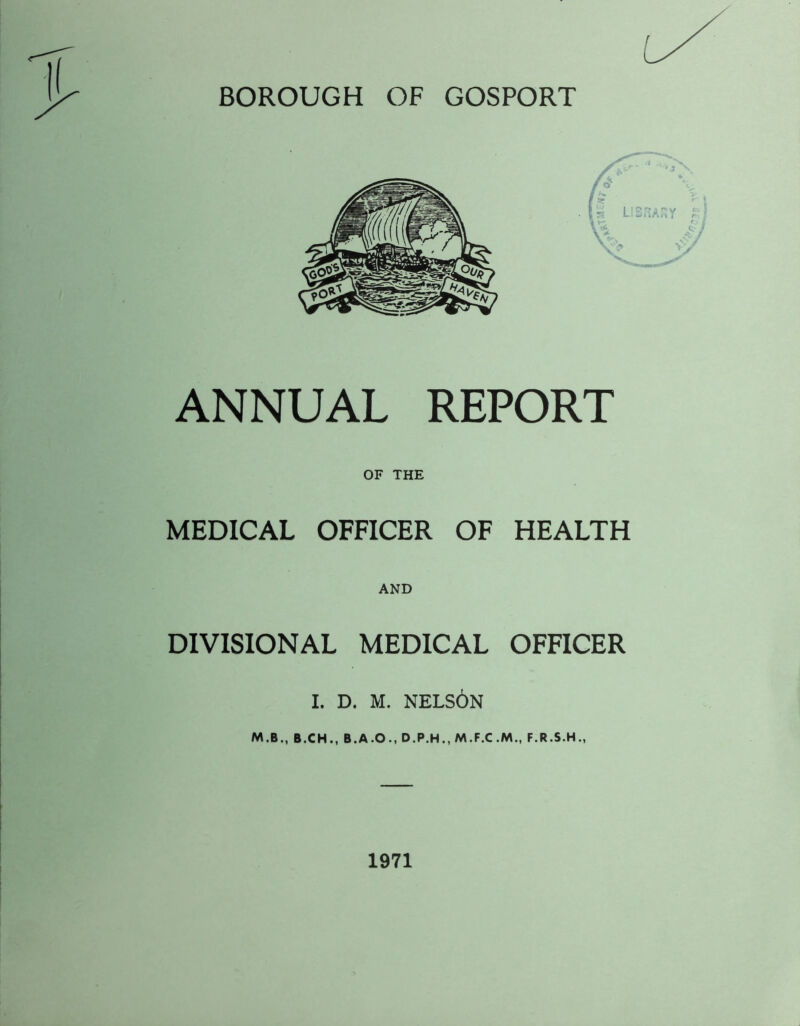 BOROUGH OF GOSPORT
LIBRARY
GOD'S
PORT
OUR
HAVEN
ANNUAL REPORT
OF THE
MEDICAL OFFICER OF HEALTH
AND
DIVISIONAL MEDICAL OFFICER
I. D. M. NELSÓN
M.B., B.CH., B.A.O., D.P.H., M.F.C.M., F.R.S.H.,
1971